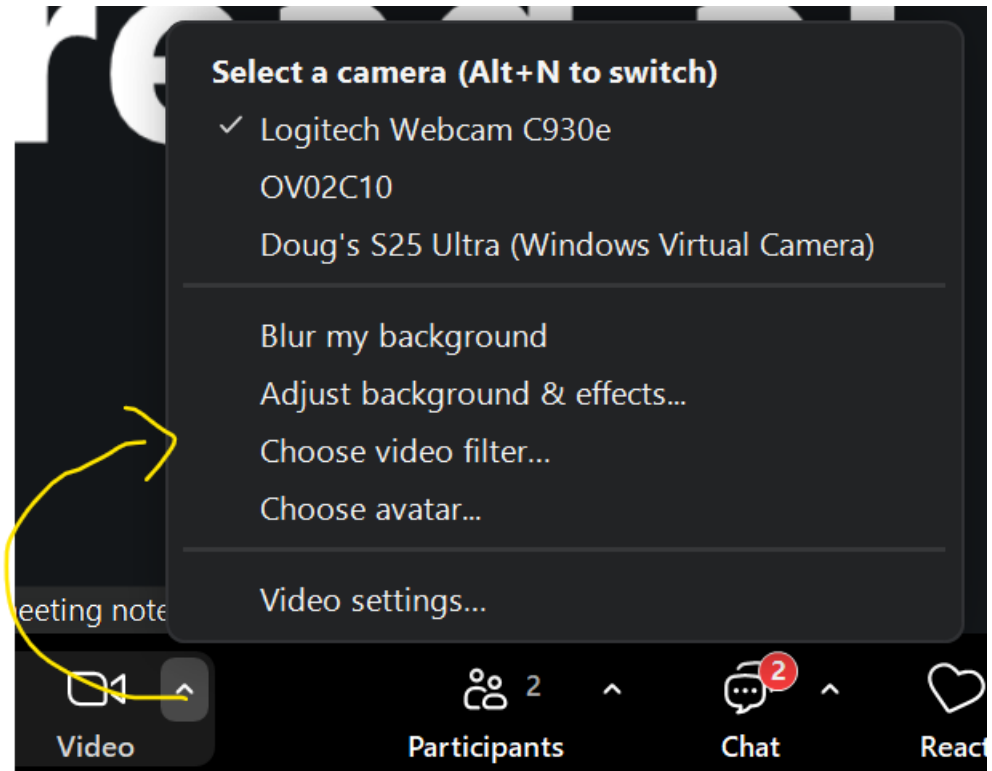 Select a camera (Alt+N to switch)
Logitech Webcam C930e
OV02C10
Doug's S25 Ultra (Windows Virtual Camera)
Blur my background
Adjust background & effects...
Choose video filter...
Choose avatar...
Video settings...
2
2
Video
Participants
Chat